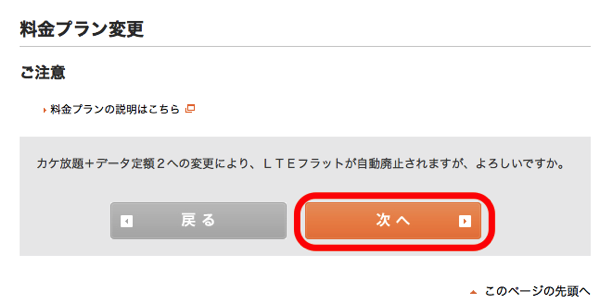 料金プラン変更
ご注意
料金プランの説明はこちら
カケ放題＋データ定額２への変更により、ＬＴＥフラットが自動廃止されますが、よろしいですか。
戻る
次へ
このページの先頭へ